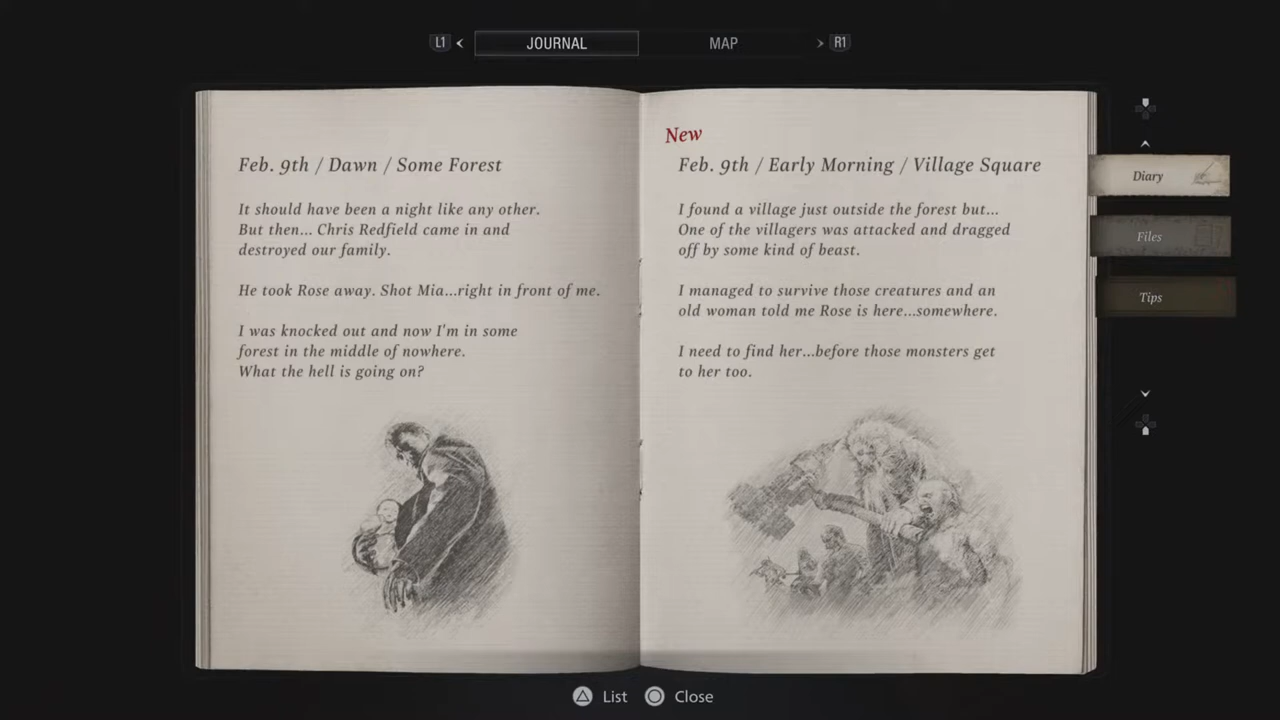 L1 JOURNAL MAP R1
Feb. 9th / Dawn / Some Forest
It should have been a night like any other.
But then... Chris Redfield came in and
destroyed our family.
He took Rose away. Shot Mia...right in front of me.
I was knocked out and now I'm in some
forest in the middle of nowhere.
What the hell is going on?
New
Feb. 9th / Early Morning / Village Square
I found a village just outside the forest but...
One of the villagers was attacked and dragged
off by some kind of beast.
I managed to survive those creatures and an
old woman told me Rose is here...somewhere.
I need to find her...before those monsters get
to her too.
Diary
Files
Tips
List Close